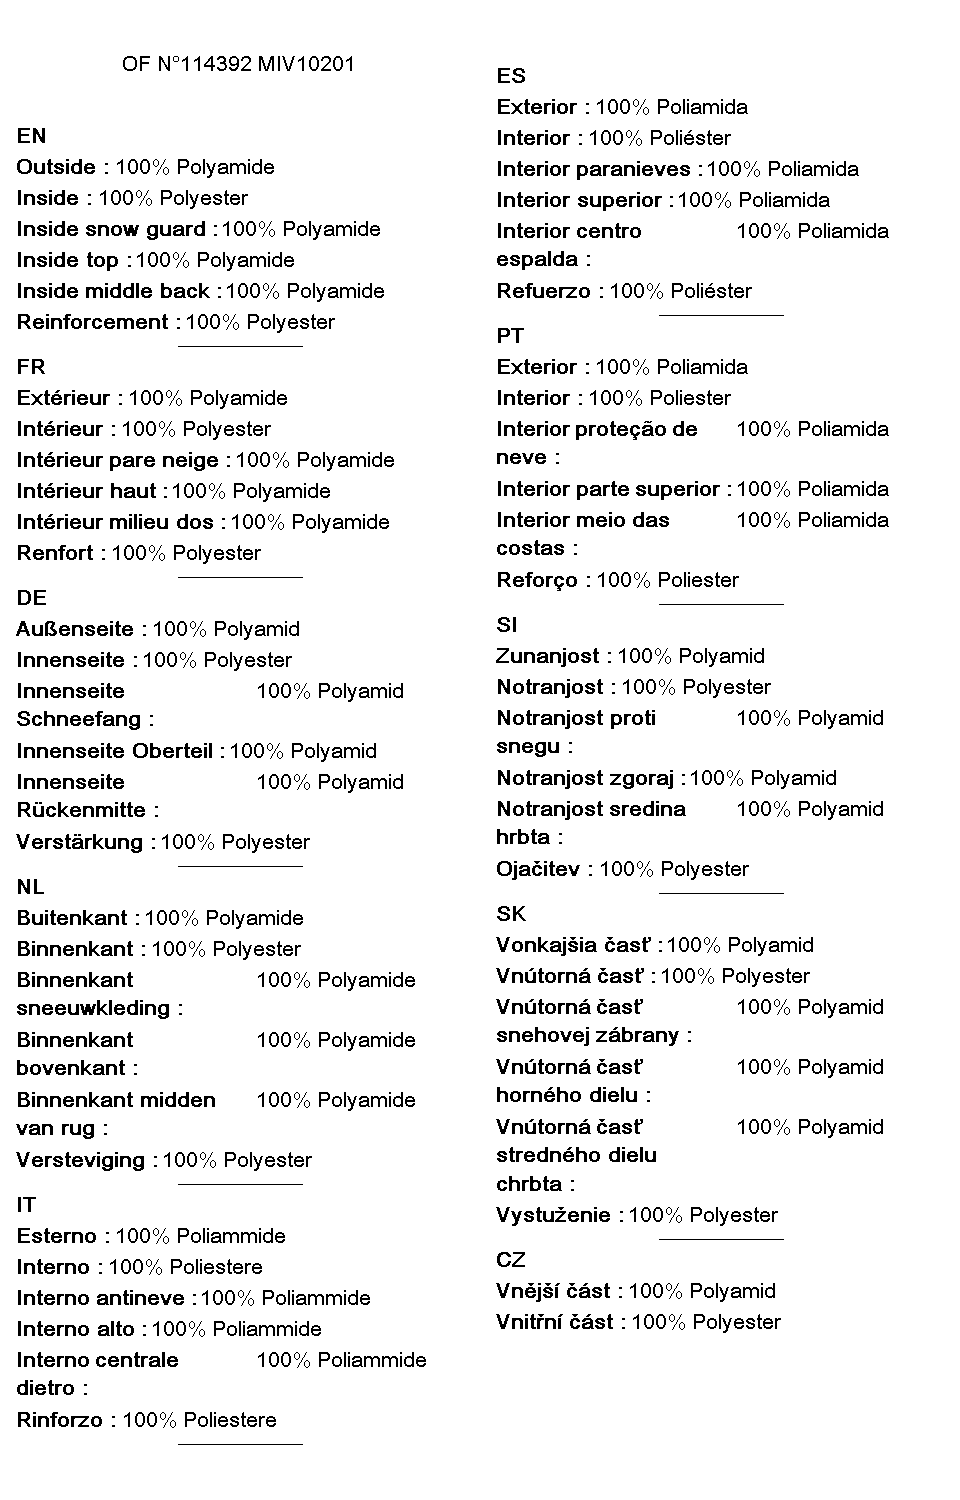 OF N°114392 MIV10201
EN
Outside : 100% Polyamide
Inside : 100% Polyester
Inside snow guard : 100% Polyamide
Inside top : 100% Polyamide
Inside middle back : 100% Polyamide
Reinforcement : 100% Polyester
FR
Extérieur : 100% Polyamide
Intérieur : 100% Polyester
Intérieur pare neige : 100% Polyamide
Intérieur haut : 100% Polyamide
Intérieur milieu dos : 100% Polyamide
Renfort : 100% Polyester
DE
Außenseite : 100% Polyamid
Innenseite : 100% Polyester
Innenseite 100% Polyamid
Schneefang :
Innenseite Oberteil : 100% Polyamid
Innenseite 100% Polyamid
Rückenmitte :
Verstärkung : 100% Polyester
NL
Buitenkant : 100% Polyamide
Binnenkant : 100% Polyester
Binnenkant 100% Polyamide
sneeuwkleding :
Binnenkant 100% Polyamide
bovenkant :
Binnenkant midden 100% Polyamide
van rug :
Versteviging : 100% Polyester
IT
Esterno : 100% Poliammide
Interno : 100% Poliestere
Interno antineve : 100% Poliammide
Interno alto : 100% Poliammide
Interno centrale 100% Poliammide
dietro :
Rinforzo : 100% Poliestere
ES
Exterior : 100% Poliamida
Interior : 100% Poliéster
Interior paranieves : 100% Poliamida
Interior superior : 100% Poliamida
Interior centro 100% Poliamida
espalda :
Refuerzo : 100% Poliéster
PT
Exterior : 100% Poliamida
Interior : 100% Poliester
Interior proteção de 100% Poliamida
neve :
Interior parte superior : 100% Poliamida
Interior meio das 100% Poliamida
costas :
Reforço : 100% Poliester
SI
Zunanjost : 100% Polyamid
Notranjost : 100% Polyester
Notranjost proti 100% Polyamid
snegu :
Notranjost zgoraj : 100% Polyamid
Notranjost sredina 100% Polyamid
hrbta :
Ojačitev : 100% Polyester
SK
Vonkajšia časť : 100% Polyamid
Vnútorná časť : 100% Polyester
Vnútorná časť 100% Polyamid
snehovej zábrany :
Vnútorná časť 100% Polyamid
horného dielu :
Vnútorná časť 100% Polyamid
stredného dielu
chrbta :
Vystuženie : 100% Polyester
CZ
Vnější část : 100% Polyamid
Vnitřní část : 100% Polyester